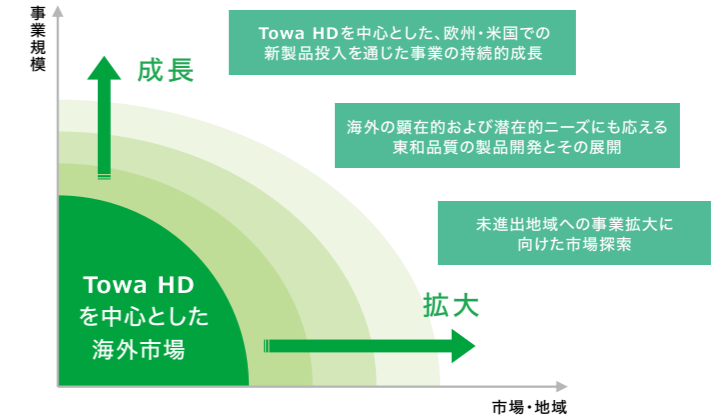 事業規模
成長
Towa HDを中心とした、欧州・米国での
新製品投入を通じた事業の持続的成長
海外の顕在的および潜在的ニーズにも応える
東和品質の製品開発とその展開
未進出地域への事業拡大に
向けた市場探索
Towa HD
を中心とした
海外市場
拡大
市場・地域